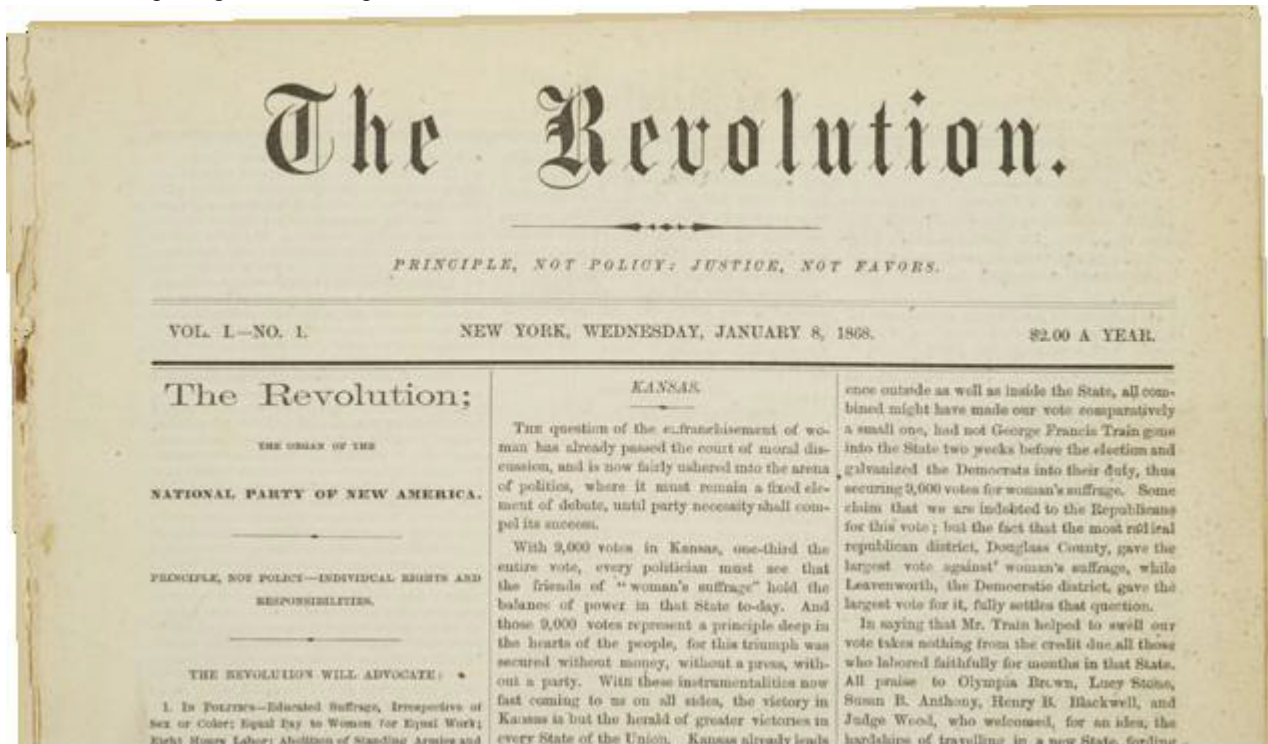 The Revolution.
PRINCIPLE, NOT POLICY: JUSTICE, NOT FAVORS.
VOL. I.—NO. 1.
NEW YORK, WEDNESDAY, JANUARY 8, 1868.
$2.00 A YEAR.
The Revolution;
THE ORGAN OF THE
NATIONAL PARTY OF NEW AMERICA.
PRINCIPLE, NOT POLICY—INDIVIDUAL RIGHTS AND
RESPONSIBILITIES.
THE REVOLUTION WILL ADVOCATE:
1. In Politics—Educated Suffrage, Irrespective of
Sex or Color; Equal Pay to Women for Equal Work;
Eight Hours Labor; Abolition of Standing Armies and
KANSAS.
The question of the enfranchisement of wo-
man has already passed the court of moral dis-
cussion, and is now fairly ushered into the arena
of politics, where it must remain a fixed ele-
ment of debate, until party necessity shall com-
pel its success.
With 9,000 votes in Kansas, one-third the
entire vote, every politician must see that
the friends of "woman's suffrage" hold the
balance of power in that State to-day. And
those 9,000 votes represent a principle deep in
the hearts of the people, for this triumph was
secured without money, without a press, with-
out a party. With these instrumentalities now
fast coming to us on all sides, the victory in
Kansas is but the herald of greater victories in
every State of the Union. Kansas already leads
ence outside as well as inside the State, all com-
bined might have made our vote comparatively
a small one, had not George Francis Train gone
into the State two weeks before the election and
galvanized the Democrats into their duty, thus
securing 9,000 votes for woman's suffrage. Some
claim that we are indebted to the Republicans
for this vote; but the fact that the most radical
republican district, Douglass County, gave the
largest vote against woman's suffrage, while
Leavenworth, the Democratic district, gave the
largest vote for it, fully settles that question.
In saying that Mr. Train helped to swell our
vote takes nothing from the credit due all those
who labored faithfully for months in that State.
All praise to Olympia Brown, Lucy Stone,
Susan B. Anthony, Henry B. Blackwell, and
Judge Wood, who welcomed, for an idea, the
hardships of travelling in a new State, fording